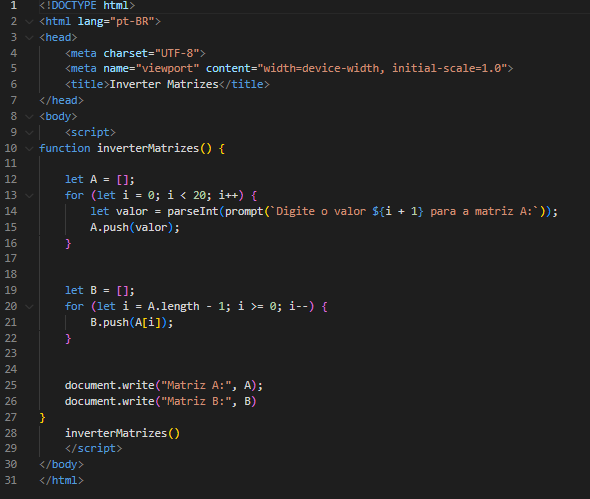 1 <!DOCTYPE html>
2 <html lang="pt-BR">
3 <head>
4     <meta charset="UTF-8">
5     <meta name="viewport" content="width=device-width, initial-scale=1.0">
6     <title>Inverter Matrizes</title>
7 </head>
8 <body>
9     <script>
10 function inverterMatrizes() {
11
12     let A = [];
13     for (let i = 0; i < 20; i++) {
14         let valor = parseInt(prompt(`Digite o valor ${i + 1} para a matriz A:`));
15         A.push(valor);
16     }
17
18
19     let B = [];
20     for (let i = A.length - 1; i >= 0; i--) {
21         B.push(A[i]);
22     }
23
24
25     document.write("Matriz A:", A);
26     document.write("Matriz B:", B)
27 }
28     inverterMatrizes()
29     </script>
30 </body>
31 </html>